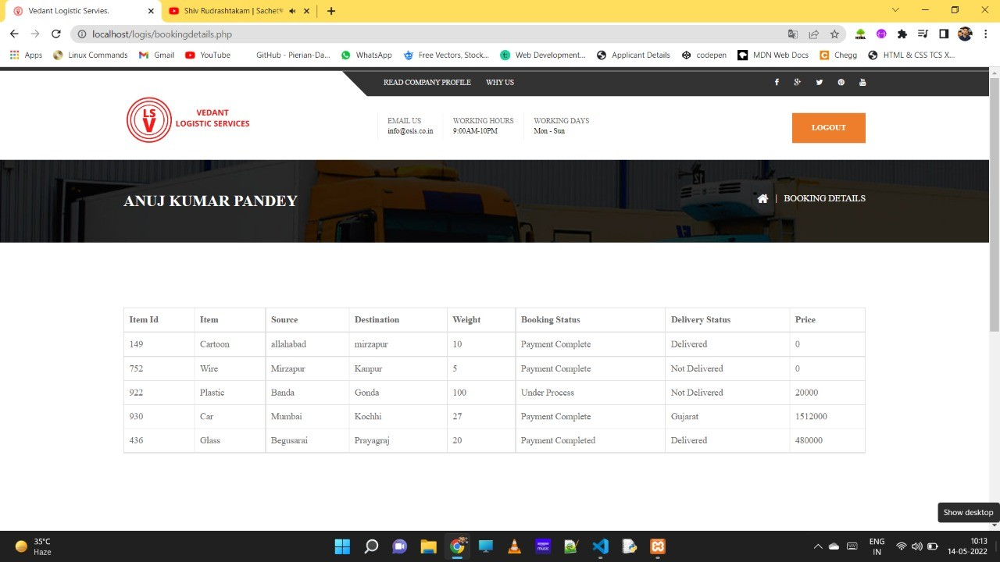 Vedant Logistic Servies.
Shiv Rudrashtakam | Sachet
localhost/logis/bookingdetails.php
Apps
Linux Commands
Gmail
YouTube
GitHub - Pierian-Da...
WhatsApp
Free Vectors, Stock...
Web Development...
Applicant Details
codepen
MDN Web Docs
Chegg
HTML & CSS TCS X...
READ COMPANY PROFILE WHY US
LS
V
VEDANT
LOGISTIC SERVICES
EMAIL US
info@osls.co.in
WORKING HOURS
9:00AM-10PM
WORKING DAYS
Mon - Sun
LOGOUT
ANUJ KUMAR PANDEY
| BOOKING DETAILS
Item Id Item Source Destination Weight Booking Status Delivery Status Price
149 Cartoon allahabad mirzapur 10 Payment Complete Delivered 0
752 Wire Mirzapur Kanpur 5 Payment Complete Not Delivered 0
922 Plastic Banda Gonda 100 Under Process Not Delivered 20000
930 Car Mumbai Kochhi 27 Payment Complete Gujarat 1512000
436 Glass Begusarai Prayagraj 20 Payment Completed Delivered 480000
Show desktop
35°C
Haze
ENG
IN
10:13
14-05-2022